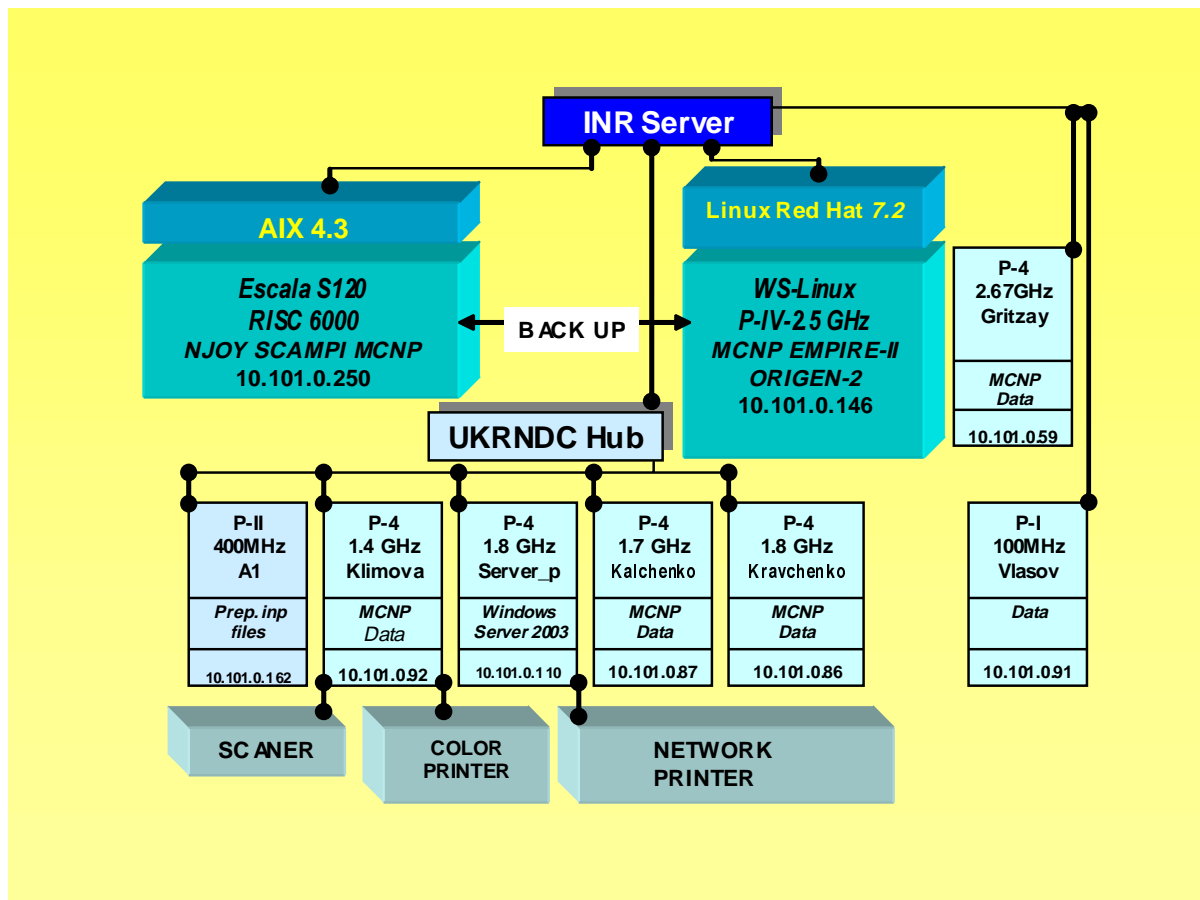 INR Server
AIX 4.3
Escala S120
RISC 6000
NJOY SCAMPI MCNP
10.101.0.250
BACK UP
Linux Red Hat 7.2
WS-Linux
P-IV-2.5 GHz
MCNP EMPIRE-II
ORIGEN-2
10.101.0.146
P-4
2.67GHz
Gritzay
MCNP
Data
10.101.0.59
UKRNDC Hub
P-II
400MHz
A1
Prep. inp
files
10.101.0.162
P-4
1.4 GHz
Klimova
MCNP
Data
10.101.0.92
P-4
1.8 GHz
Server_p
Windows
Server 2003
10.101.0.110
P-4
1.7 GHz
Kalchenko
MCNP
Data
10.101.0.87
P-4
1.8 GHz
Kravchenko
MCNP
Data
10.101.0.86
P-I
100MHz
Vlasov
Data
10.101.0.91
SCANER
COLOR
PRINTER
NETWORK
PRINTER